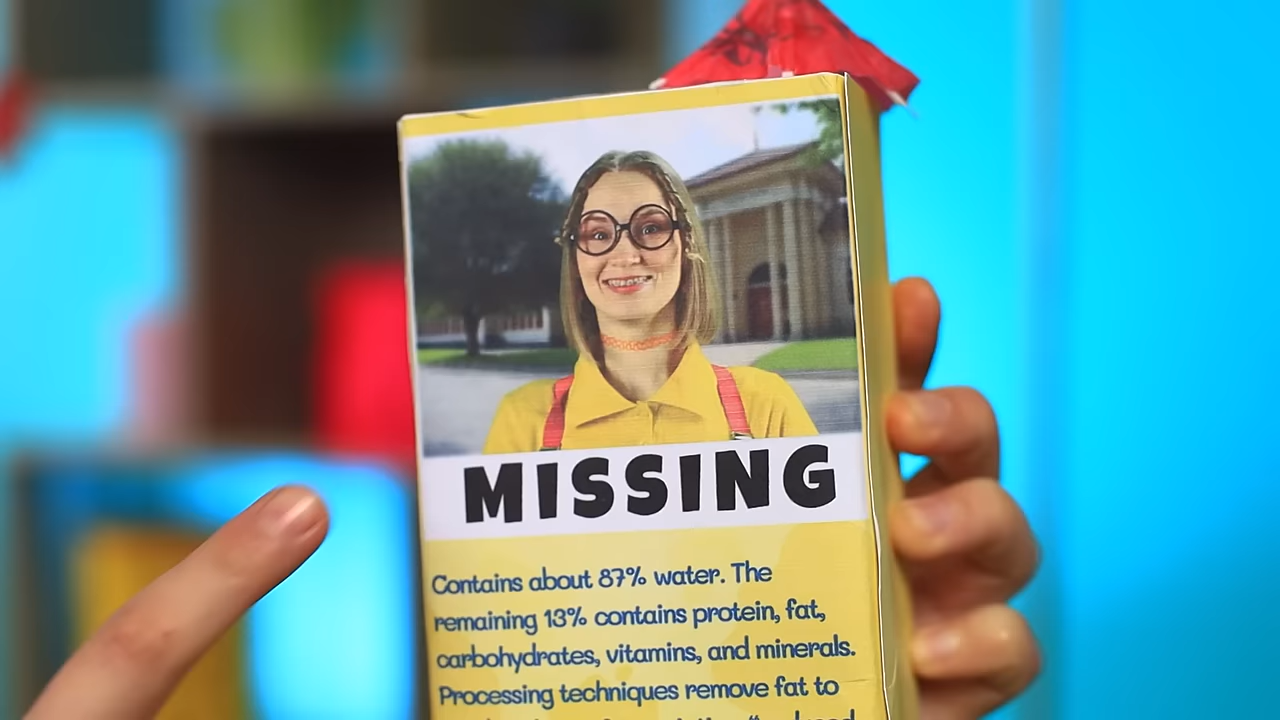 MISSING
Contains about 87% water. The
remaining 13% contains protein, fat,
carbohydrates, vitamins, and minerals.
Processing techniques remove fat to